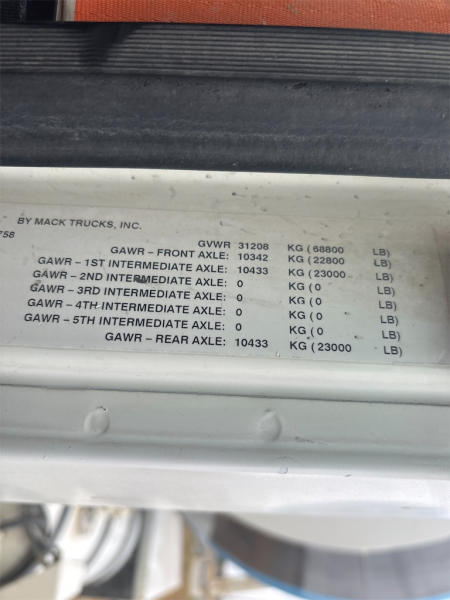 BY MACK TRUCKS, INC.
758
GVWR 31208 KG (68800 LB)
GAWR – FRONT AXLE: 10342 KG (22800 LB)
GAWR – 1ST INTERMEDIATE AXLE: 10433 KG (23000 LB)
GAWR – 2ND INTERMEDIATE AXLE: 0 KG (0 LB)
GAWR – 3RD INTERMEDIATE AXLE: 0 KG (0 LB)
GAWR – 4TH INTERMEDIATE AXLE: 0 KG (0 LB)
GAWR – 5TH INTERMEDIATE AXLE: 0 KG (0 LB)
GAWR – REAR AXLE: 10433 KG (23000 LB)